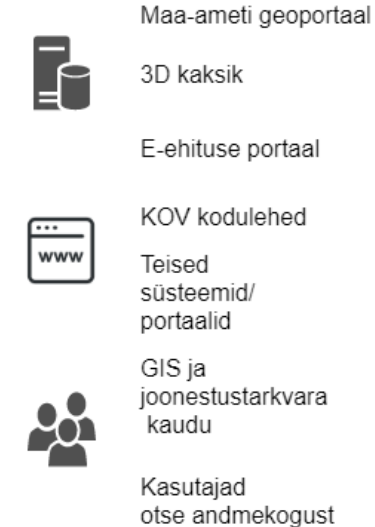 Maa-ameti geoportaal
3D kaksik
E-ehituse portaal
KOV kodulehed
www
Teised
süsteemid/
portaalid
GIS ja
joonestustarkvara
kaudu
Kasutajad
otse andmekogust